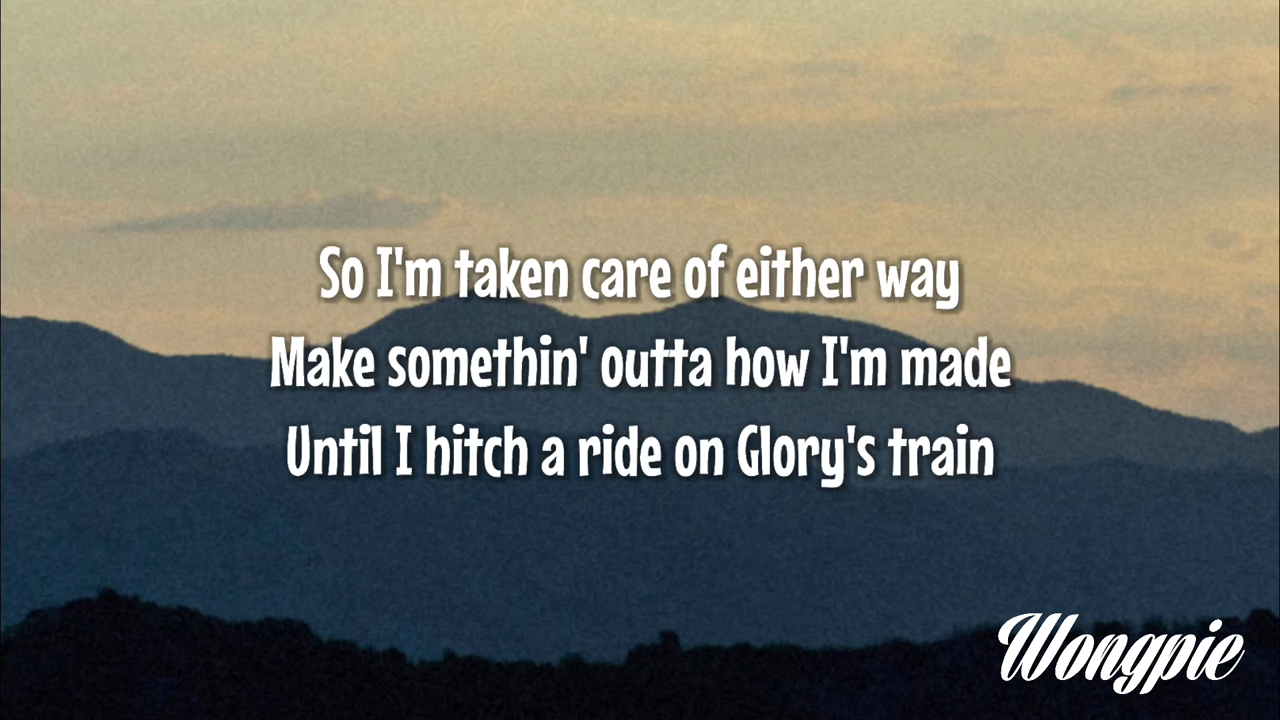 So I'm taken care of either way
Make somethin' outta how I'm made
Until I hitch a ride on Glory's train
Wongpie